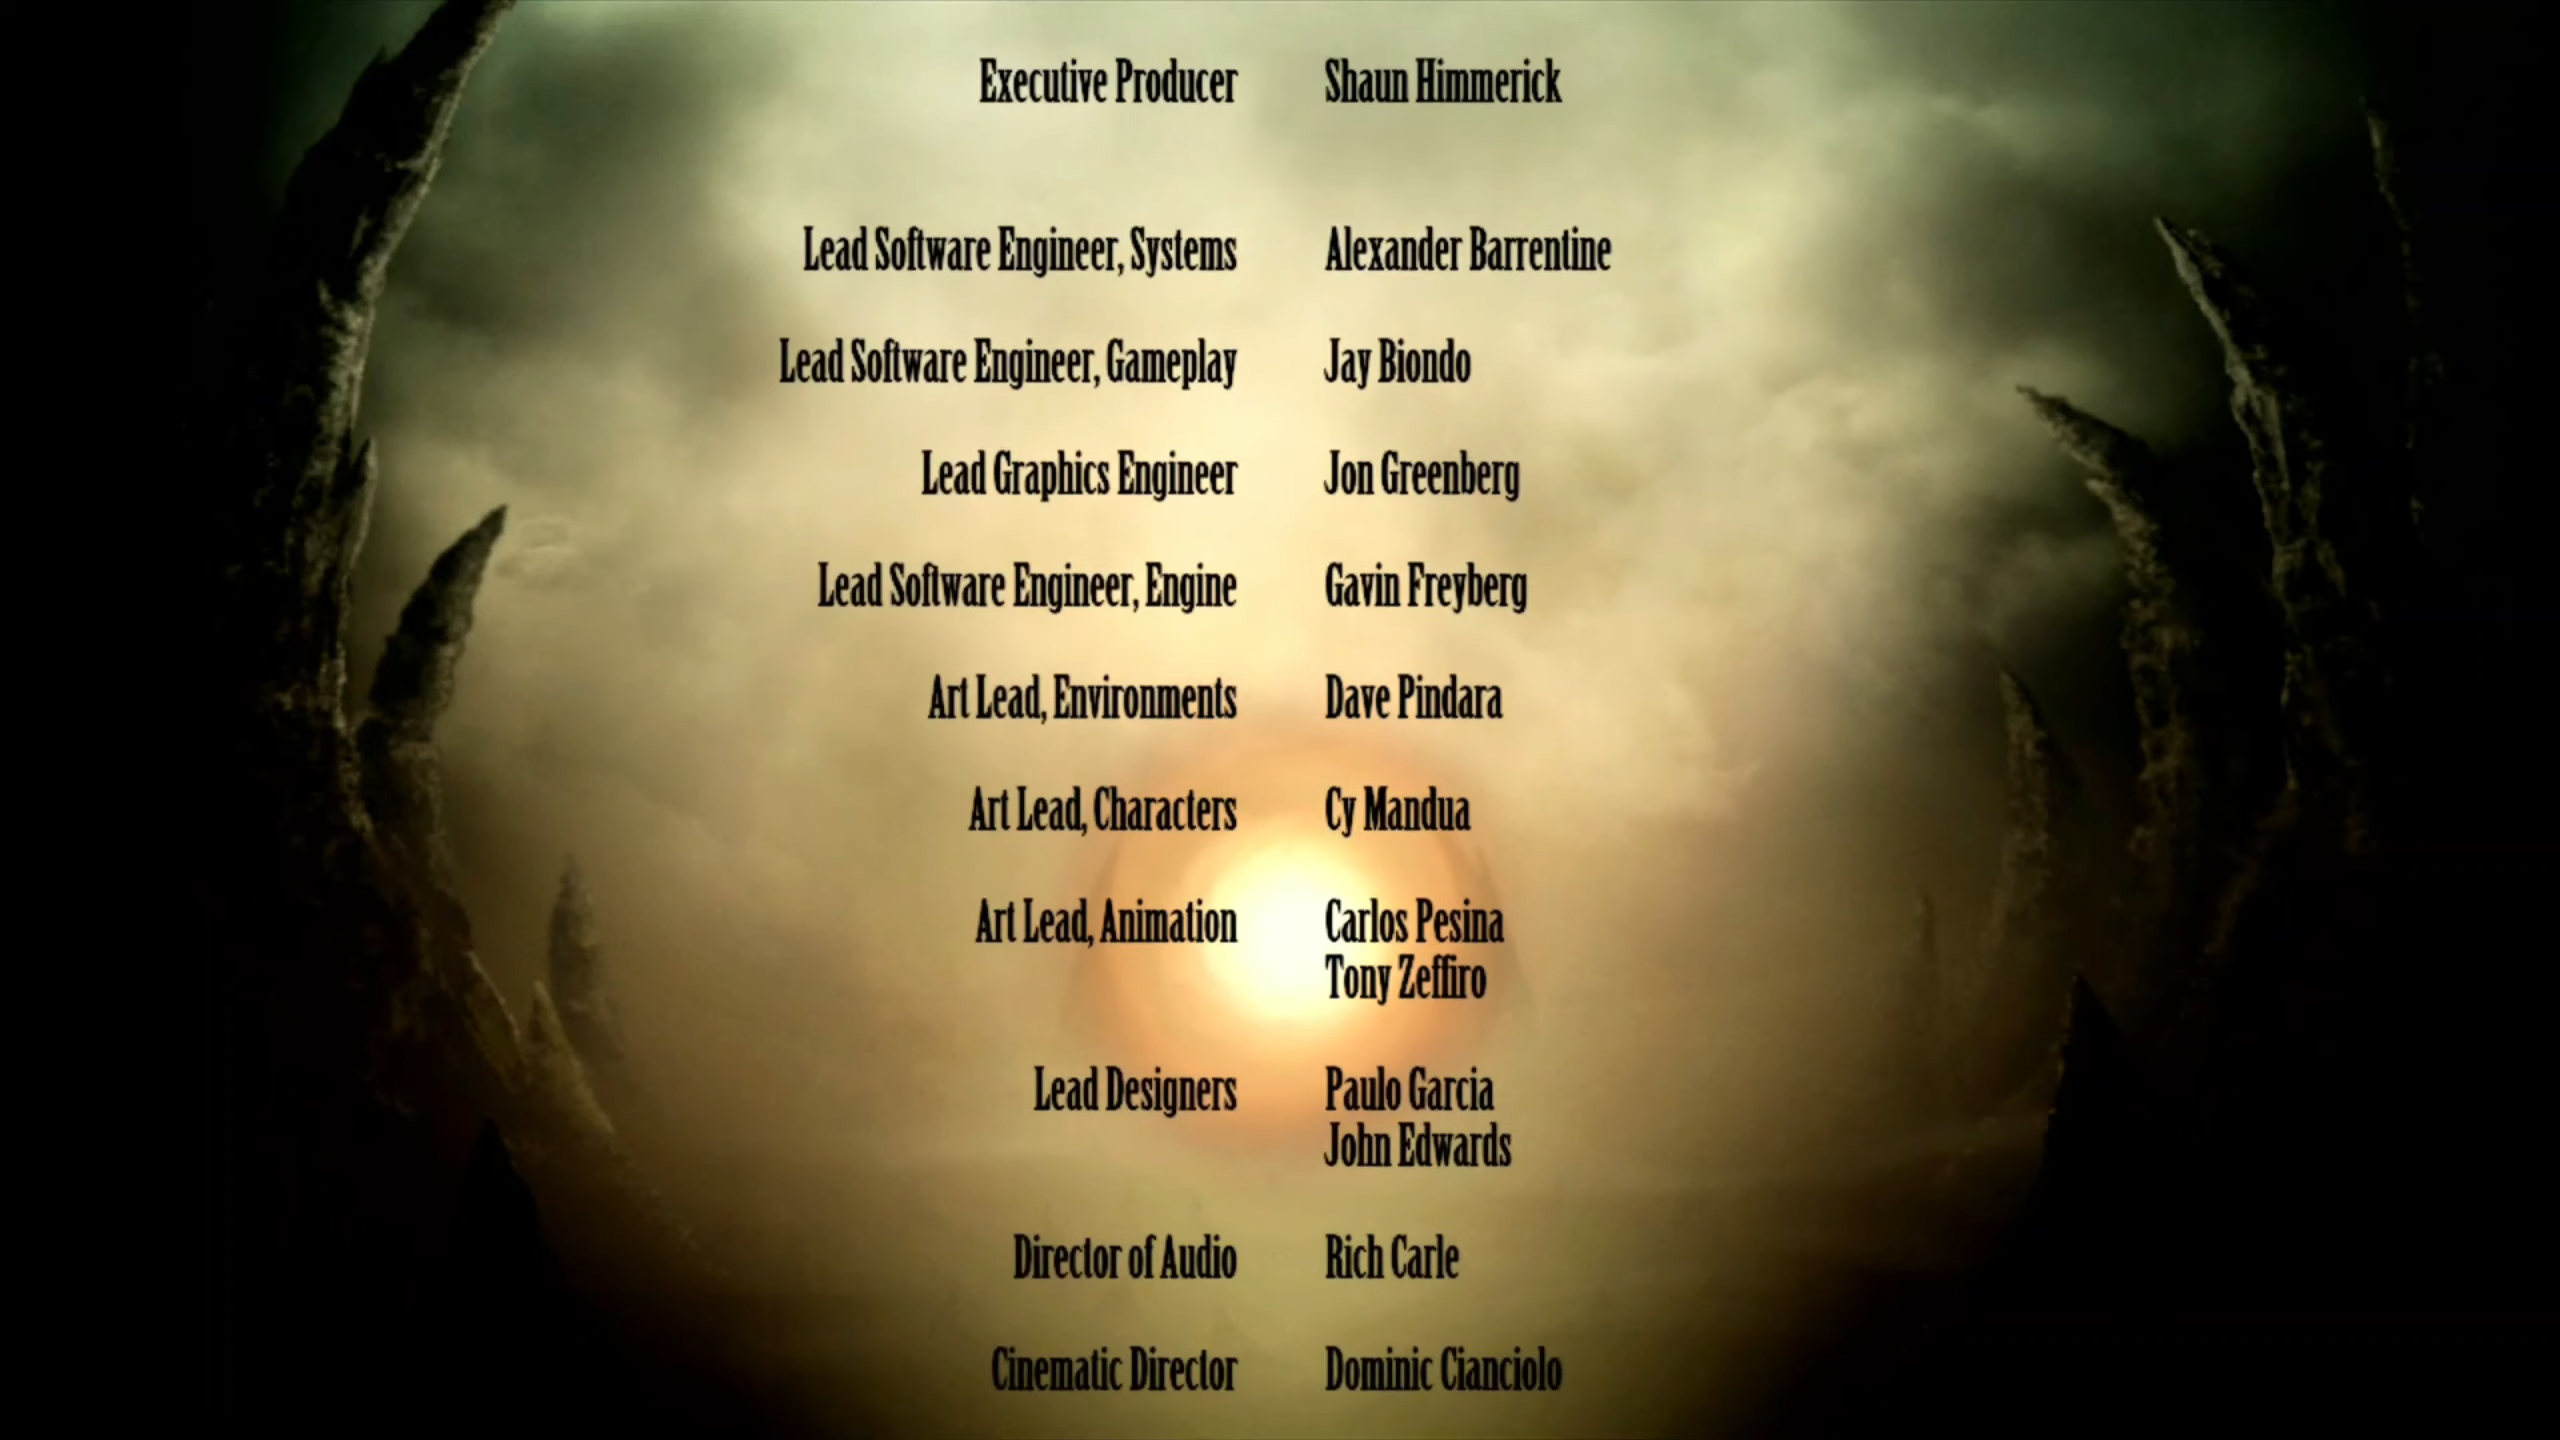 Executive Producer Shaun Himmerick
Lead Software Engineer, Systems Alexander Barrentine
Lead Software Engineer, Gameplay Jay Biondo
Lead Graphics Engineer Jon Greenberg
Lead Software Engineer, Engine Gavin Freyberg
Art Lead, Environments Dave Pindara
Art Lead, Characters Cy Mandua
Art Lead, Animation Carlos Pesina
Tony Zeffiro
Lead Designers Paulo Garcia
John Edwards
Director of Audio Rich Carle
Cinematic Director Dominic Cianciolo